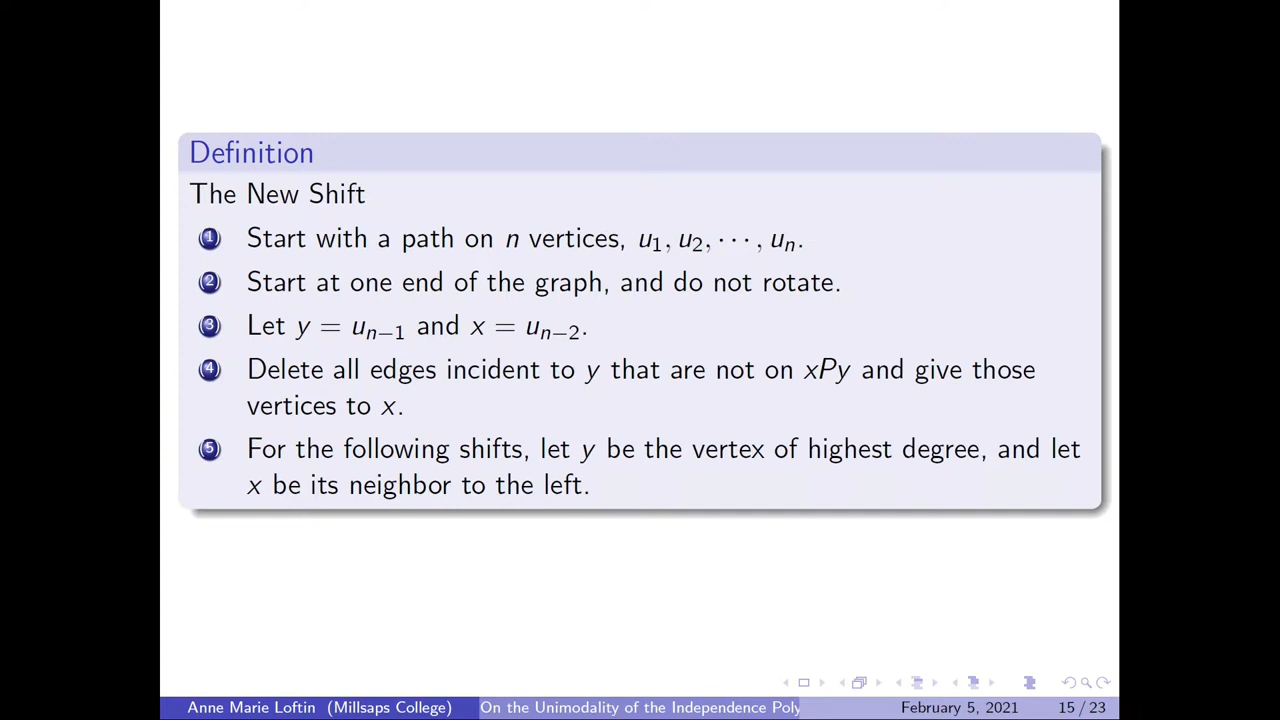 Definition
The New Shift
1 Start with a path on n vertices, u₁, u₂, ⋯, uₙ.
2 Start at one end of the graph, and do not rotate.
3 Let y = uₙ₋₁ and x = uₙ₋₂.
4 Delete all edges incident to y that are not on xPy and give those
vertices to x.
5 For the following shifts, let y be the vertex of highest degree, and let
x be its neighbor to the left.
Anne Marie Loftin (Millsaps College) On the Unimodality of the Independence Poly February 5, 2021 15 / 23